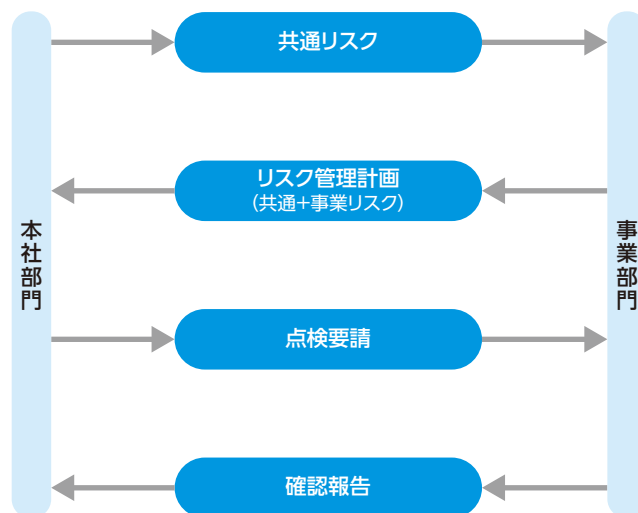 共通リスク
リスク管理計画
(共通+事業リスク)
本社部門
事業部門
点検要請
確認報告